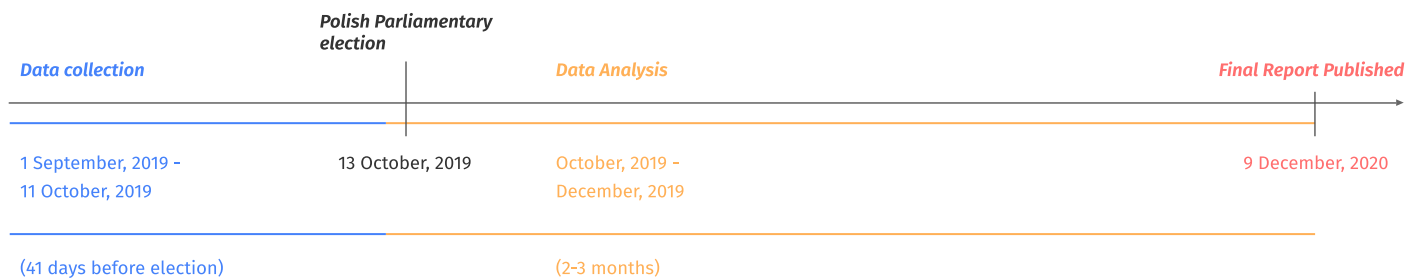 Polish Parliamentary
election
Data collection
Data Analysis
Final Report Published
1 September, 2019 -
11 October, 2019
13 October, 2019
October, 2019 -
December, 2019
9 December, 2020
(41 days before election)
(2-3 months)